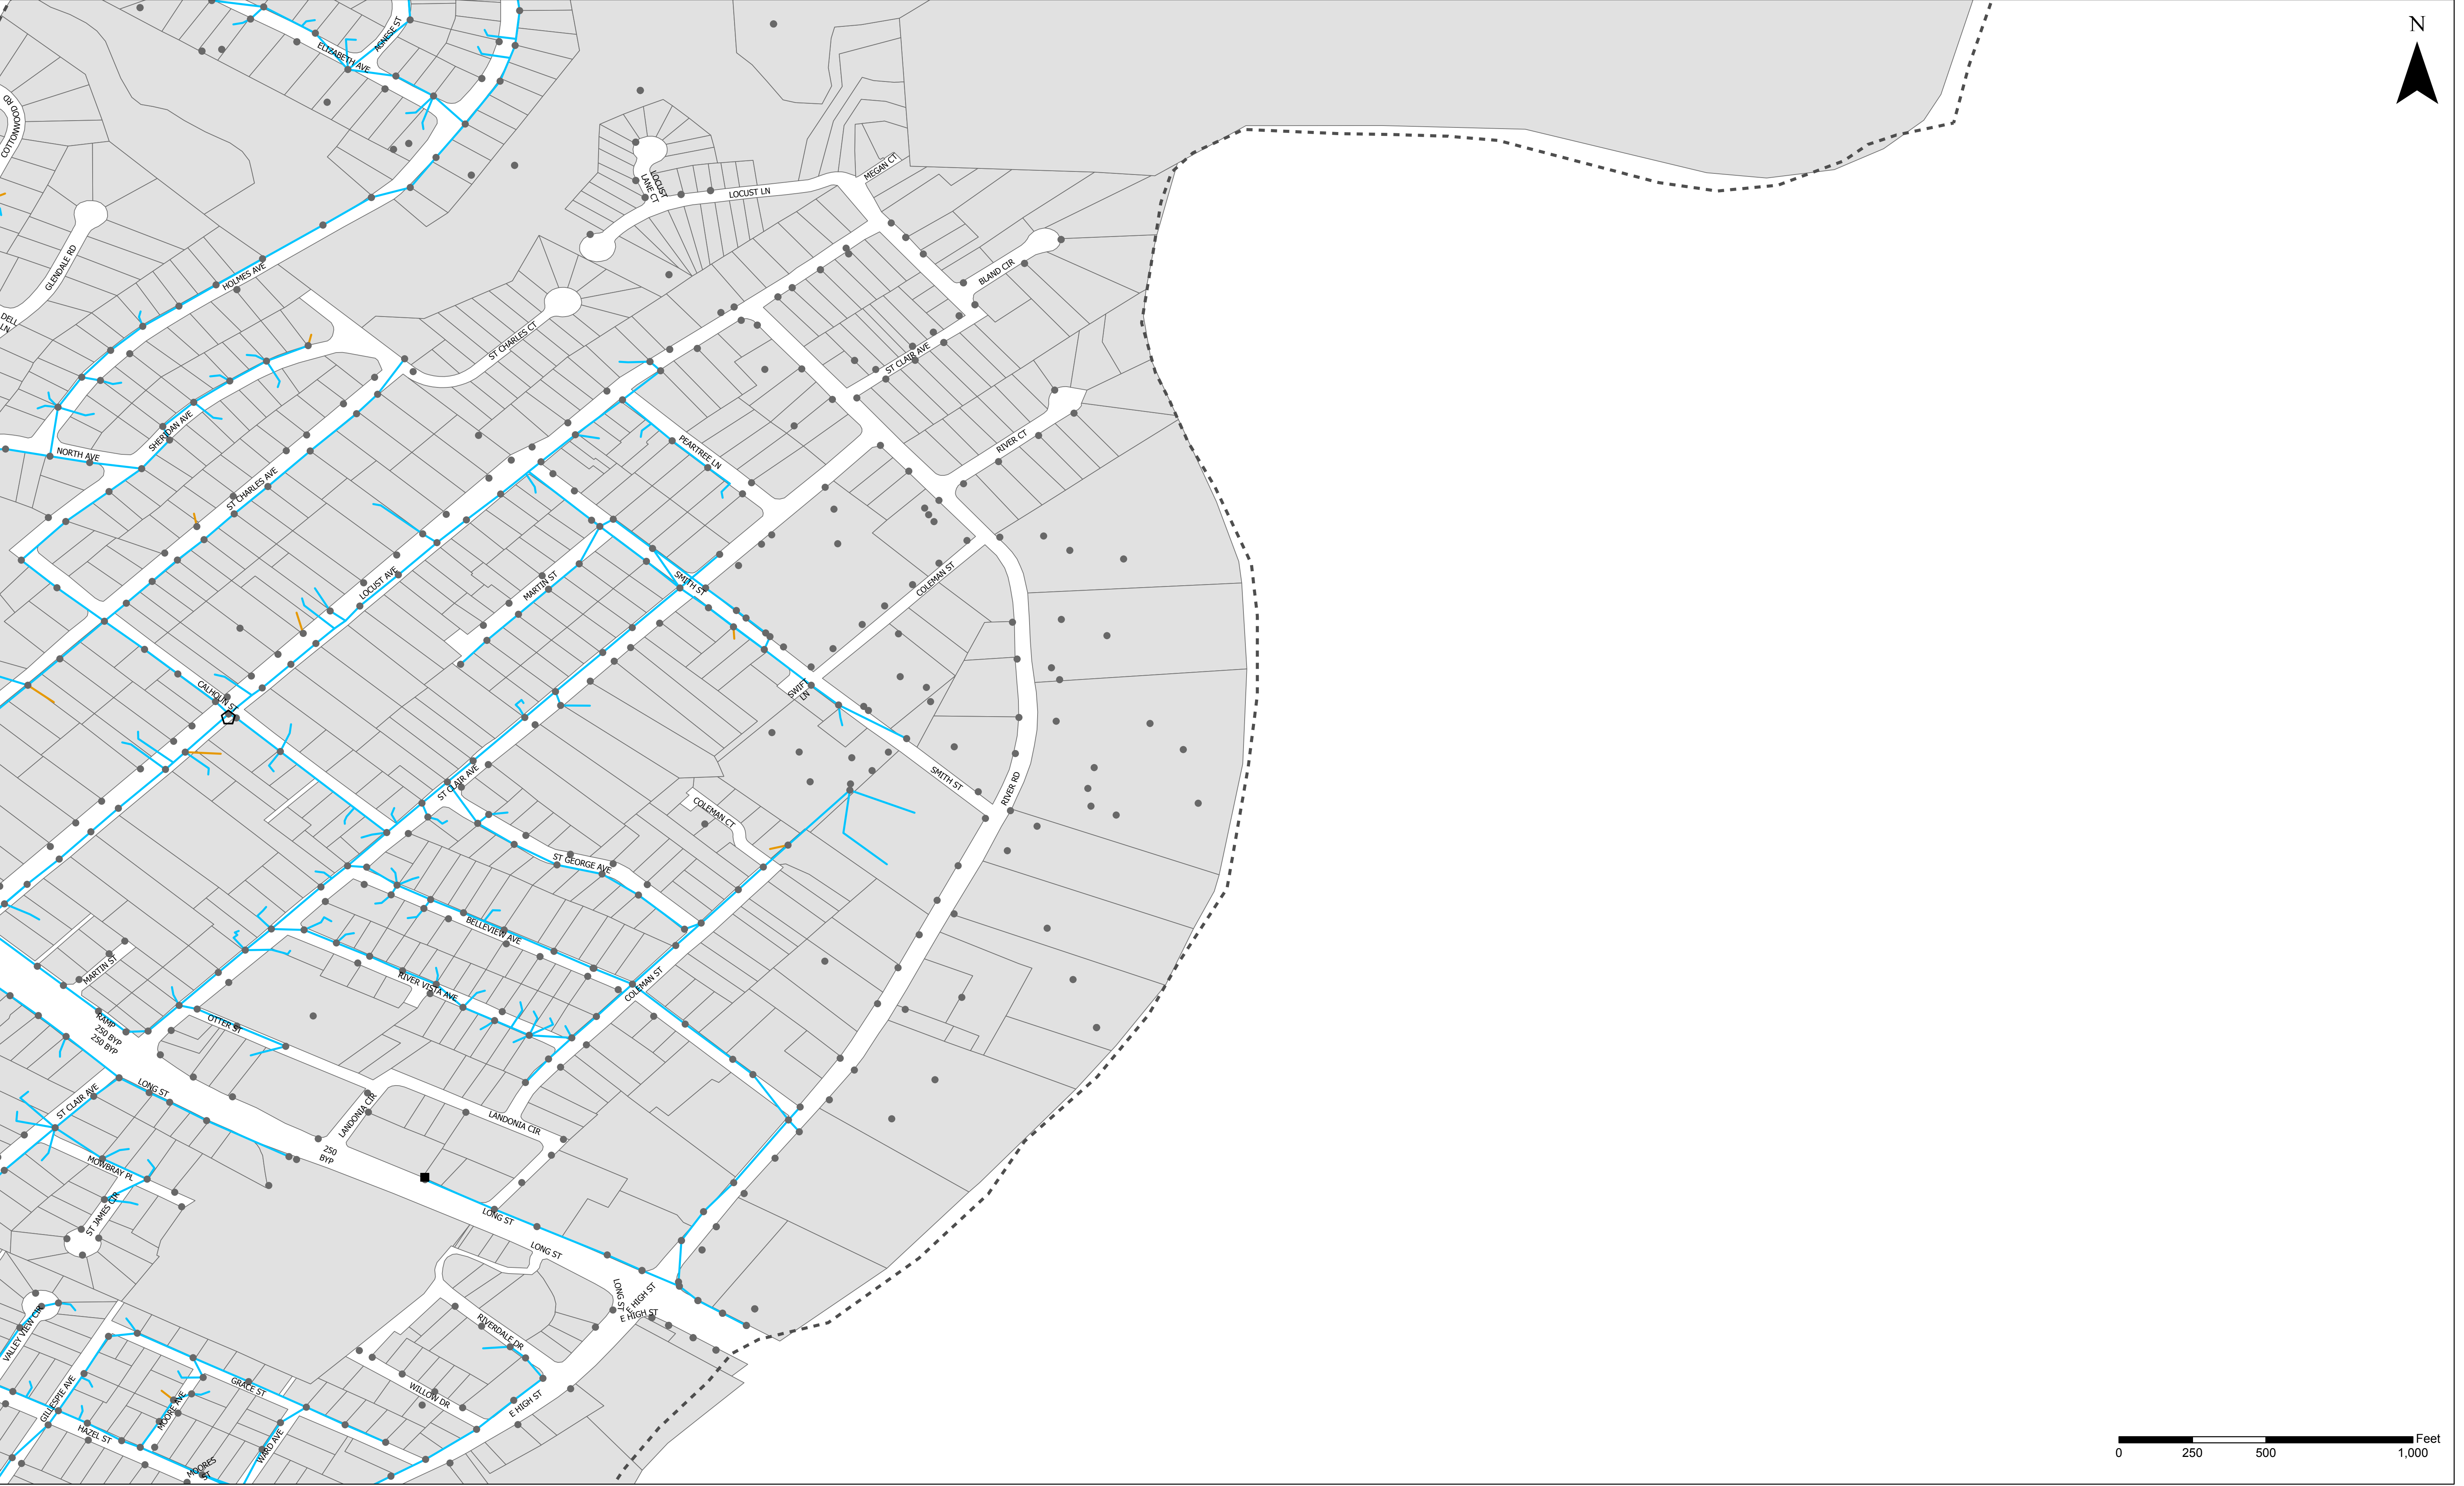 N
AGNESE ST
ELIZABETH AVE
COTTONWOOD RD
MEGAN CT
LOCUST
LANE CT
LOCUST LN
GLENDALE RD
HOLMES AVE
BLAND CIR
DELL
LN
ST CHARLES CT
ST CLAIR AVE
SHERIDAN AVE
NORTH AVE
PEARTREE LN
RIVER CT
ST CHARLES AVE
LOCUST AVE
MARTIN ST
SMITH ST
COLEMAN ST
CALHOUN ST
SWIFT
LN
ST CLAIR AVE
SMITH ST
RIVER RD
COLEMAN CT
ST GEORGE AVE
BELLEVIEW AVE
MARTIN ST
RIVER VISTA AVE
COLEMAN ST
RAMP
250 BYP
250 BYP
OTTER ST
LONG ST
ST CLAIR AVE
LANDONIA CIR
LANDONIA CIR
250
BYP
MOWBRAY PL
ST JAMES CIR
LONG ST
LONG ST
LONG ST
E HIGH ST
E HIGH ST
VALLEY VIEW CIR
RIVERDALE DR
GRACE ST
WILLOW DR
GILLESPIE AVE
MOORE AVE
E HIGH ST
HAZEL ST
WARD AVE
MOORES
ST
Feet
0 250 500 1,000